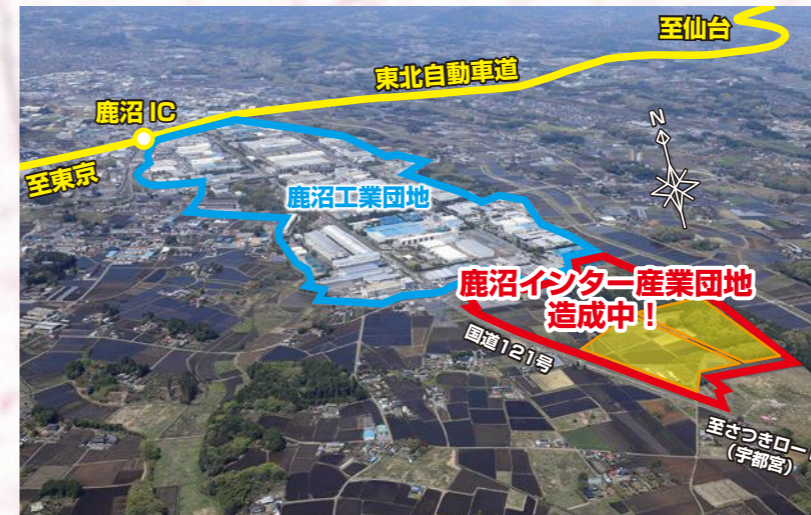 至仙台
東北自動車道
鹿沼IC
至東京
N
鹿沼工業団地
鹿沼インター産業団地
造成中！
国道121号
至さつきロー
（宇都宮）